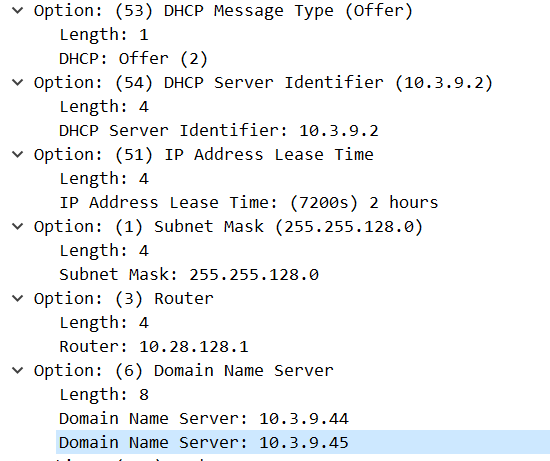 Option: (53) DHCP Message Type (Offer)
Length: 1
DHCP: Offer (2)
Option: (54) DHCP Server Identifier (10.3.9.2)
Length: 4
DHCP Server Identifier: 10.3.9.2
Option: (51) IP Address Lease Time
Length: 4
IP Address Lease Time: (7200s) 2 hours
Option: (1) Subnet Mask (255.255.128.0)
Length: 4
Subnet Mask: 255.255.128.0
Option: (3) Router
Length: 4
Router: 10.28.128.1
Option: (6) Domain Name Server
Length: 8
Domain Name Server: 10.3.9.44
Domain Name Server: 10.3.9.45